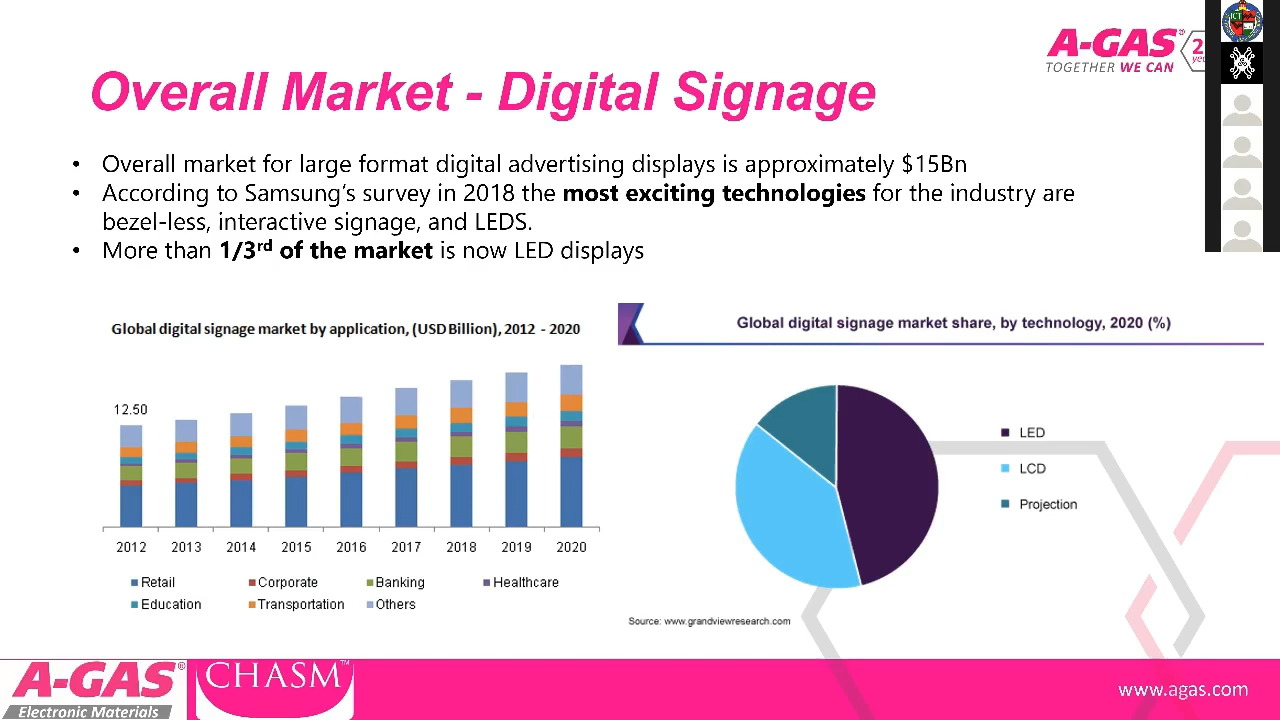 A-GAS®
TOGETHER WE CAN
Overall Market - Digital Signage
• Overall market for large format digital advertising displays is approximately $15Bn
• According to Samsung's survey in 2018 the most exciting technologies for the industry are
bezel-less, interactive signage, and LEDS.
• More than 1/3rd of the market is now LED displays
Global digital signage market by application, (USD Billion), 2012 - 2020
12.50
2012 2013 2014 2015 2016 2017 2018 2019 2020
Retail Corporate Banking Healthcare
Education Transportation Others
Global digital signage market share, by technology, 2020 (%)
LED
LCD
Projection
Source: www.grandviewresearch.com
A-GAS®
Electronic Materials
CHASM™
www.agas.com